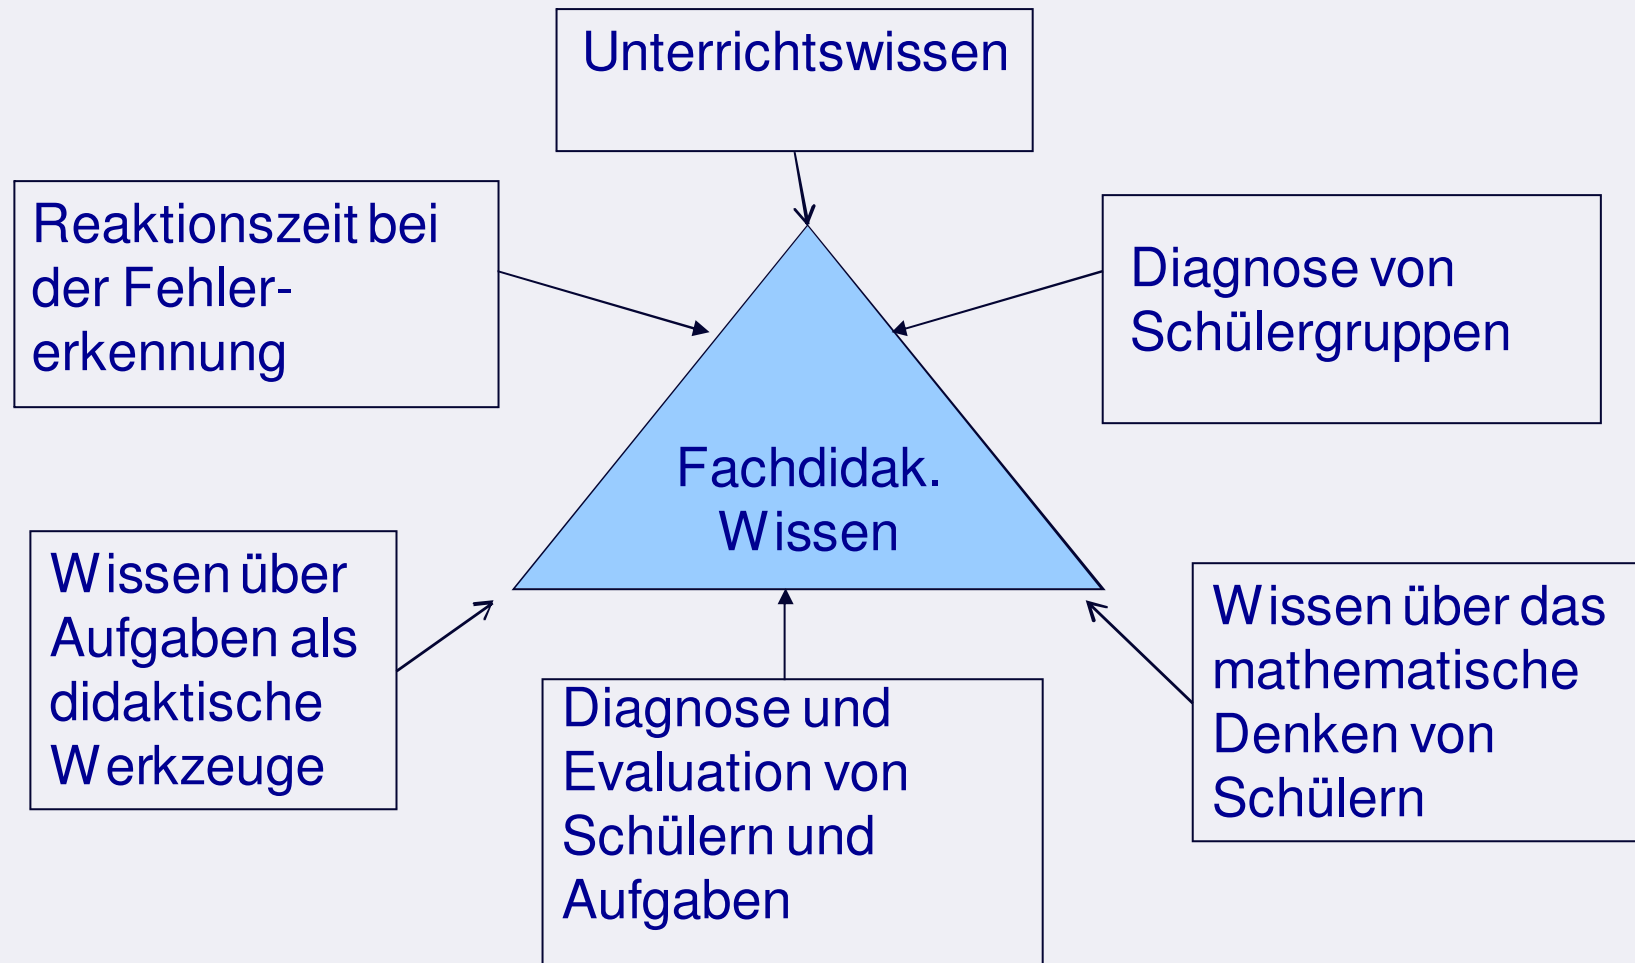 Unterrichtswissen
Reaktionszeit bei
der Fehler-
erkennung
Diagnose von
Schülergruppen
Fachdidak.
Wissen
Wissen über
Aufgaben als
didaktische
Werkzeuge
Diagnose und
Evaluation von
Schülern und
Aufgaben
Wissen über das
mathematische
Denken von
Schülern